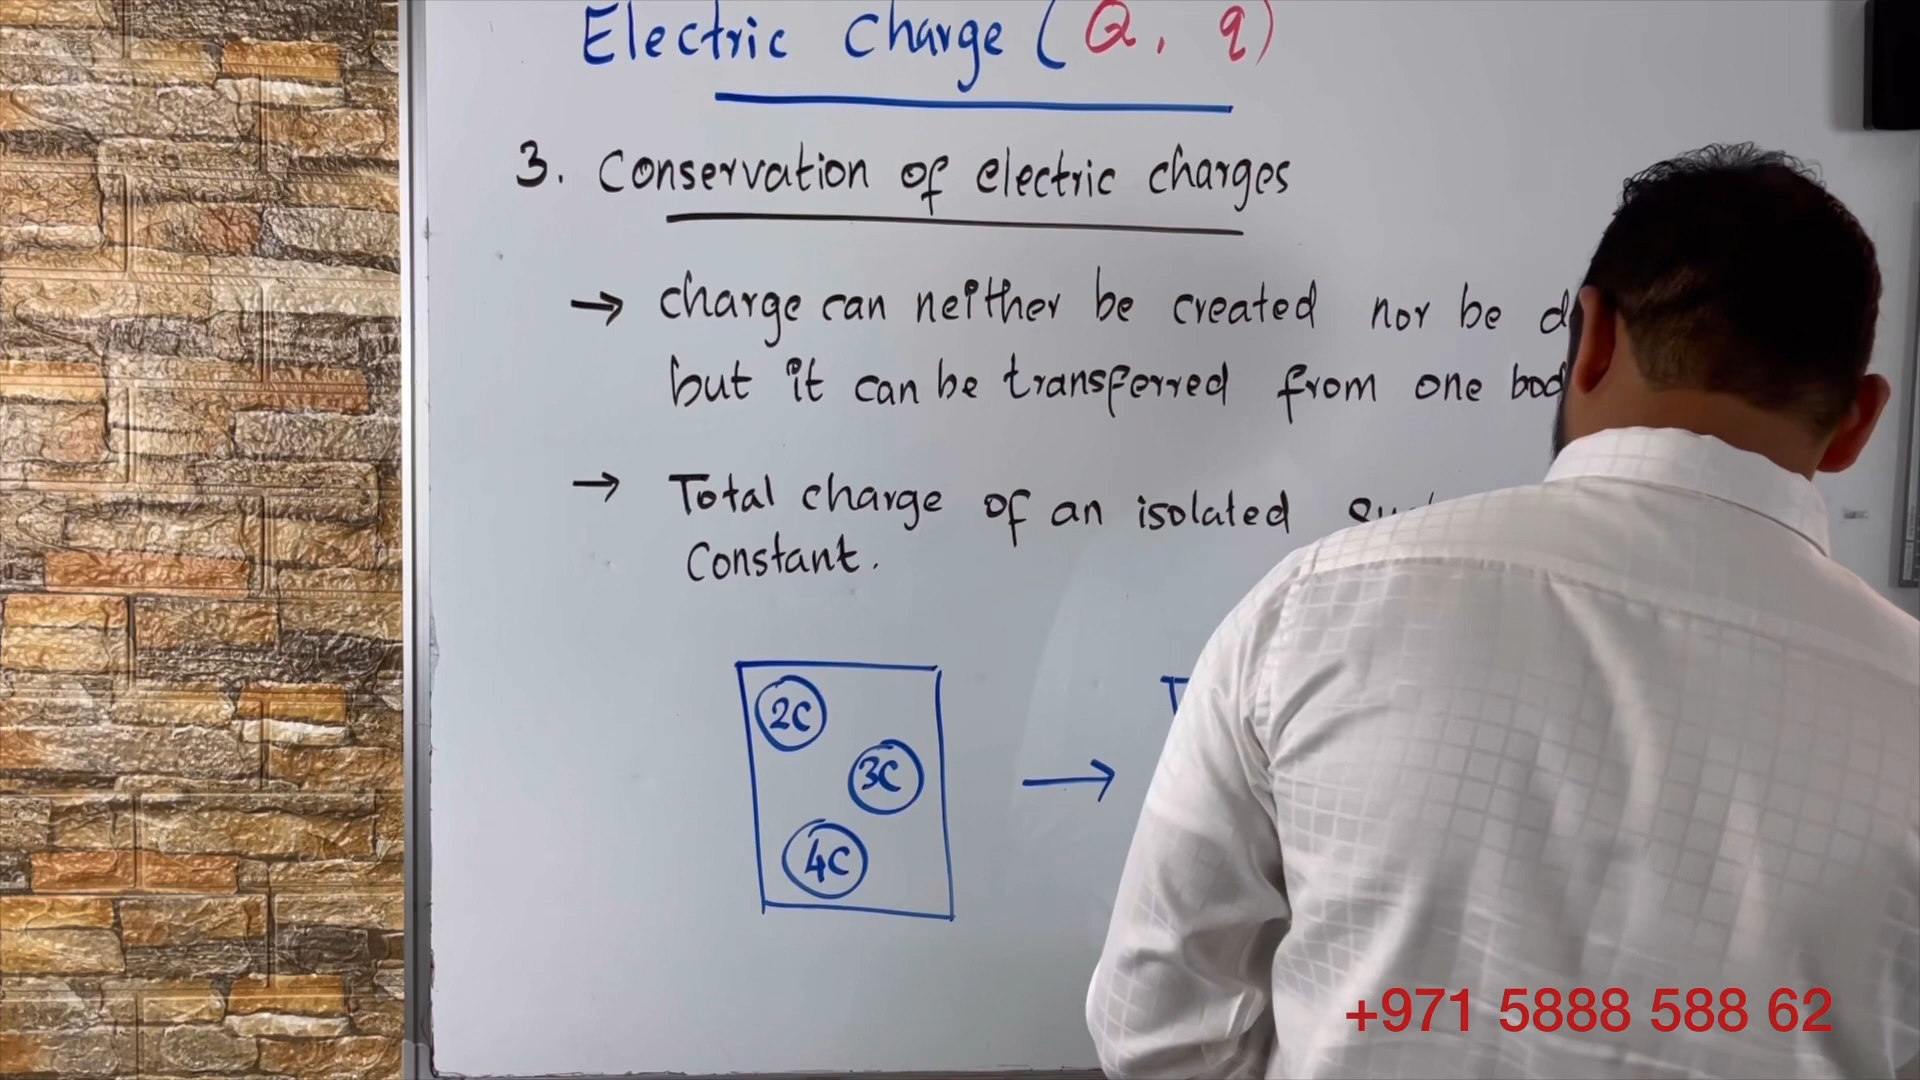 Electric charge (Q, q)
3. Conservation of electric charges
→ charge can neither be created nor be
but it can be transferred from one
→ Total charge of an isolated
Constant.
2C
3C
→
4C
+971 5888 588 62